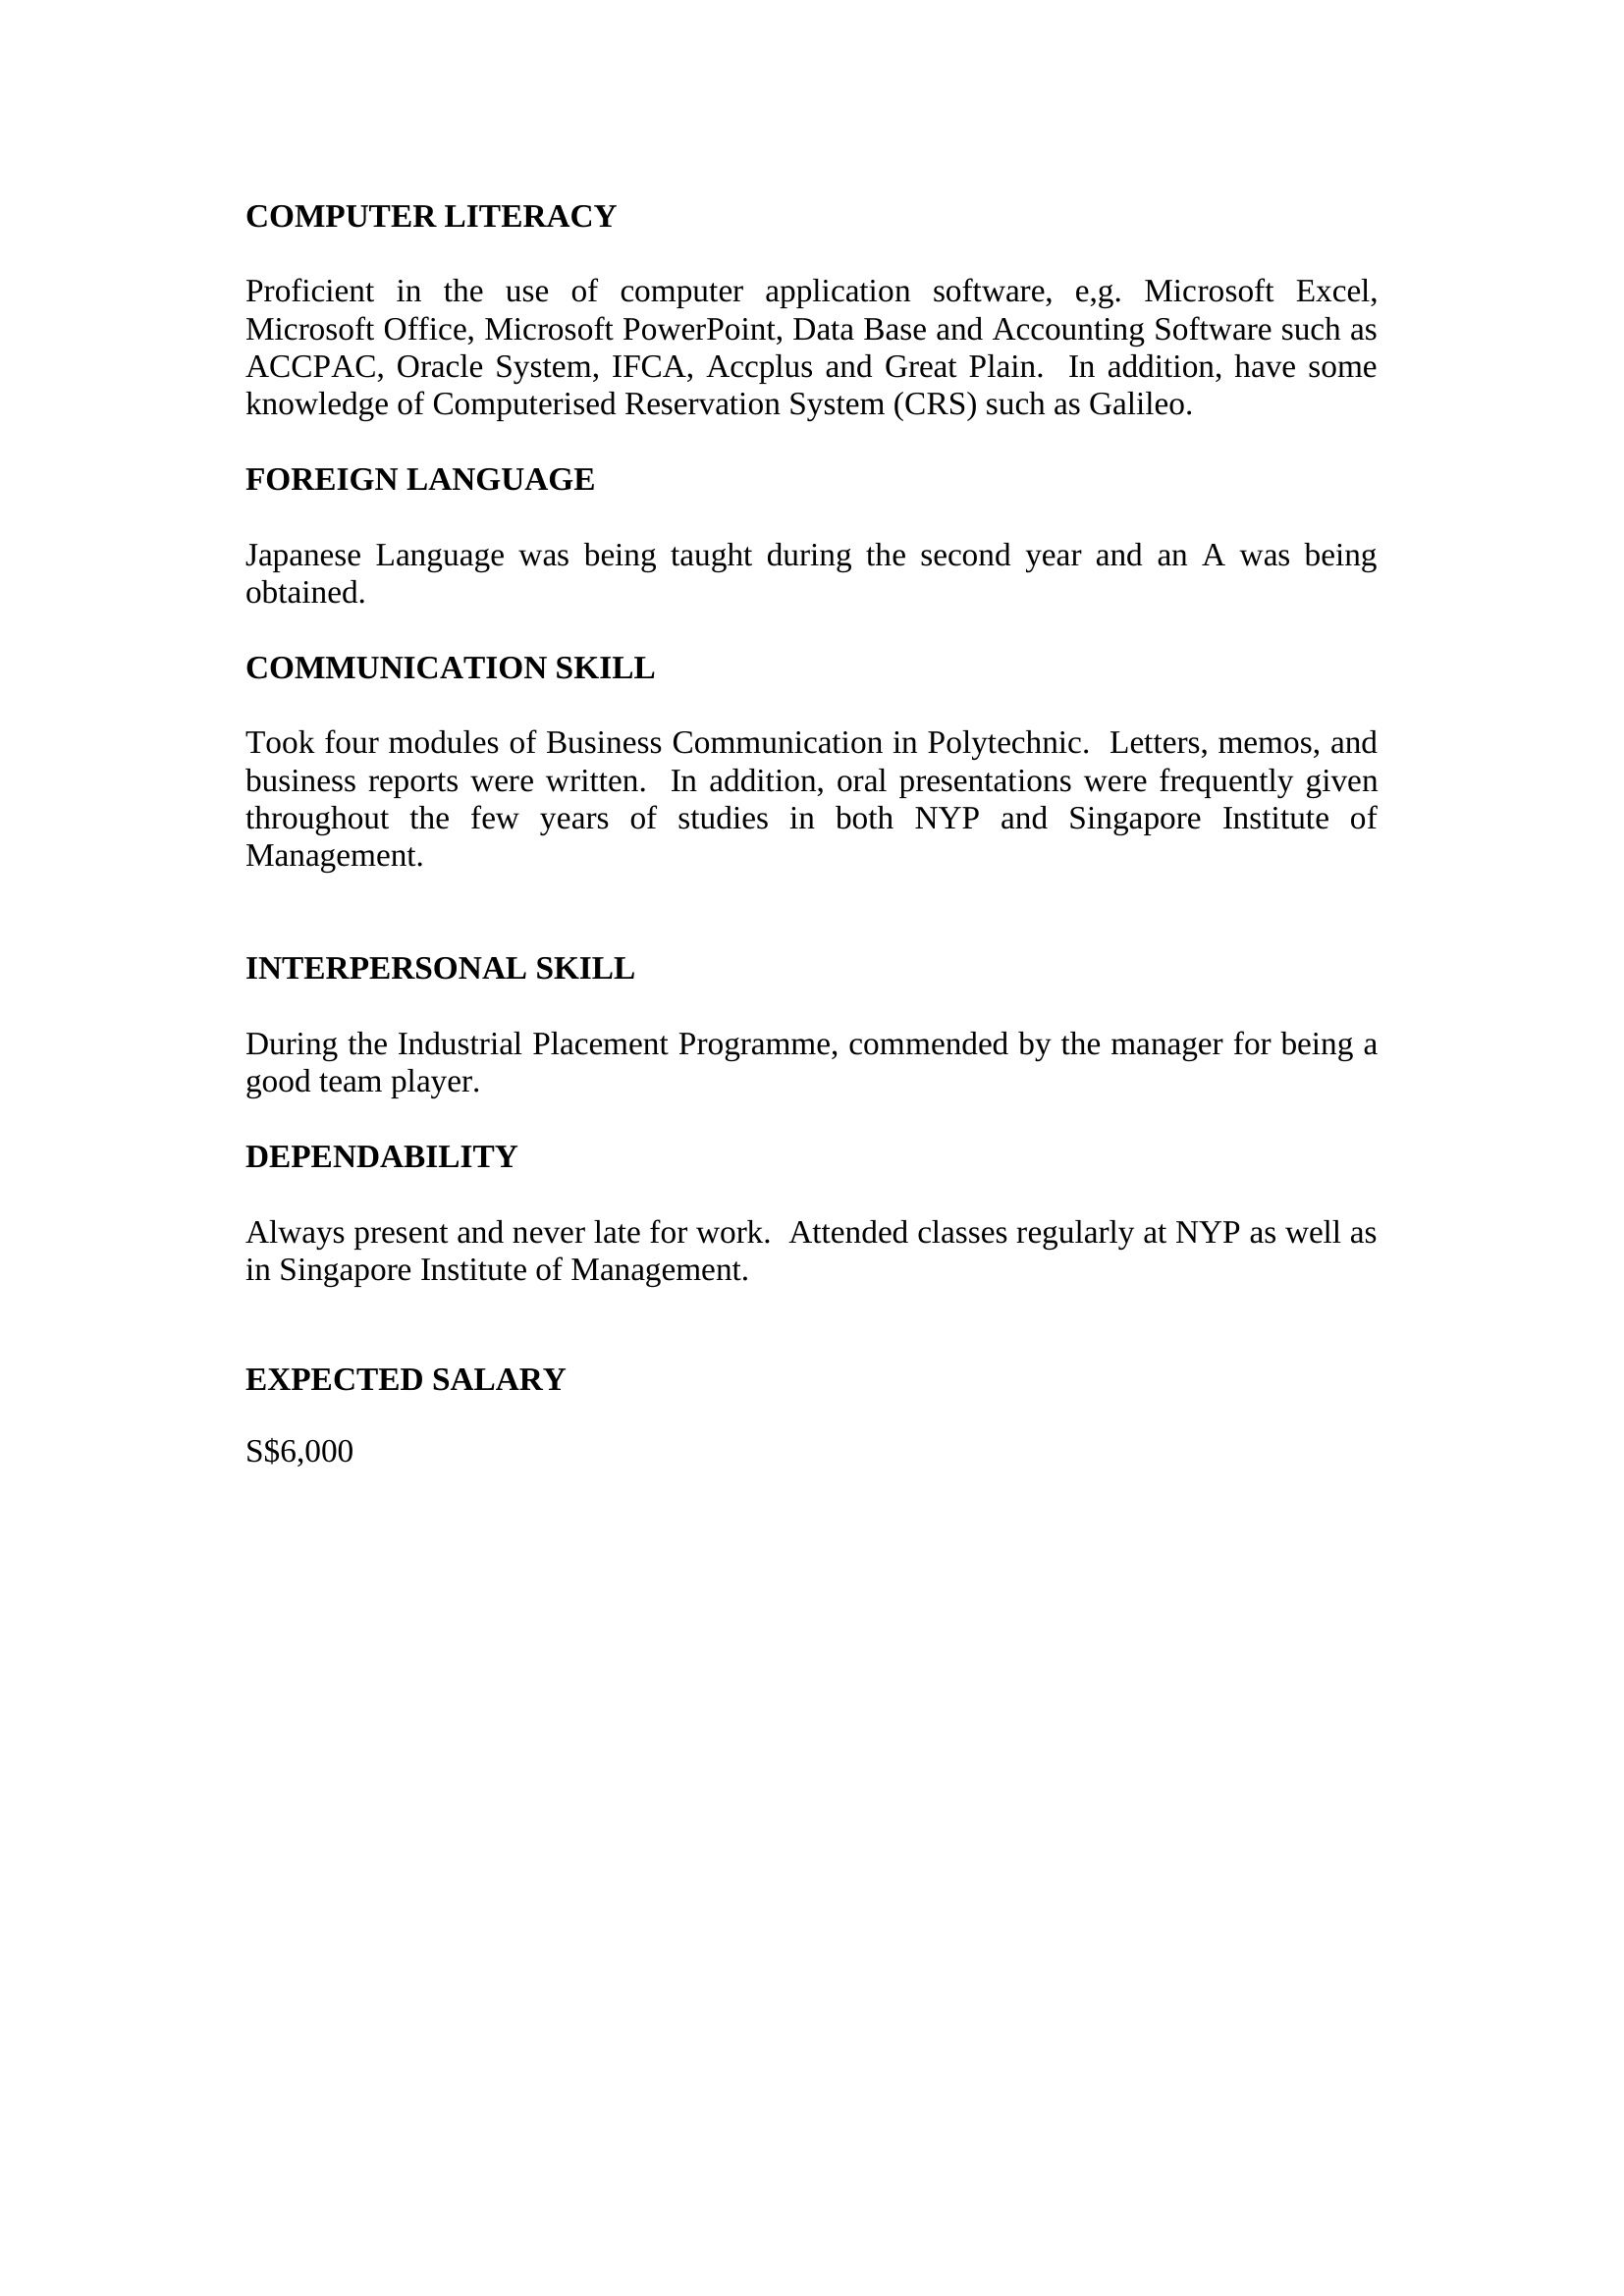 COMPUTER LITERACY
Proficient in the use of computer application software, e,g. Microsoft Excel,
Microsoft Office, Microsoft PowerPoint, Data Base and Accounting Software such as
ACCPAC, Oracle System, IFCA, Accplus and Great Plain.  In addition, have some
knowledge of Computerised Reservation System (CRS) such as Galileo.
FOREIGN LANGUAGE
Japanese Language was being taught during the second year and an A was being
obtained.
COMMUNICATION SKILL
Took four modules of Business Communication in Polytechnic.  Letters, memos, and
business reports were written.  In addition, oral presentations were frequently given
throughout the few years of studies in both NYP and Singapore Institute of
Management.
INTERPERSONAL SKILL
During the Industrial Placement Programme, commended by the manager for being a
good team player.
DEPENDABILITY
Always present and never late for work.  Attended classes regularly at NYP as well as
in Singapore Institute of Management.
EXPECTED SALARY
S$6,000